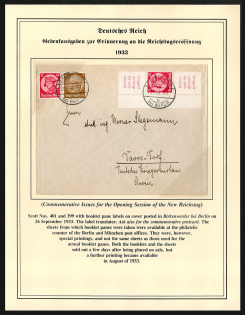 Deutsches Reich
Gedenkausgaben zur Erinnerung an die Reichstagseröffnung
1933
Herrn
Davos-Dorf
(Commemorative Issues for the Opening Session of the New Reichstag)
Scott Nos. 401 and 399 with booklet pane labels on cover posted in Birkenwerder bei Berlin on
26 September 1933. The label translates: Ask also for the commemorative postcard. The
sheets from which booklet panes were taken were available at the philatelic
counter of the Berlin and München post offices. They were, however,
special printings, and not the same sheets as those used for the
actual booklet panes. Both the booklets and the sheets
sold out a few days after being placed on sale, but
a further printing became available
in August of 1933.